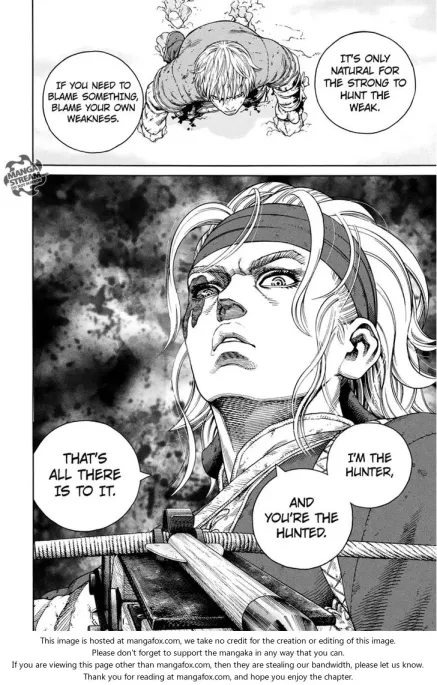 IT'S ONLY
NATURAL FOR
THE STRONG TO
HUNT THE
WEAK.
IF YOU NEED TO
BLAME SOMETHING,
BLAME YOUR OWN
WEAKNESS.
MANGA
STREAM
I'M THE
HUNTER,
AND
YOU'RE THE
HUNTED.
THAT'S
ALL THERE
IS TO IT.
This image is hosted at mangafox.com, we take no credit for the creation or editing of this image.
Please don't forget to support the mangaka in any way that you can.
If you are viewing this page other than mangafox.com, then they are stealing our bandwidth, please let us know.
Thank you for reading at mangafox.com, and hope you enjoy the chapter.